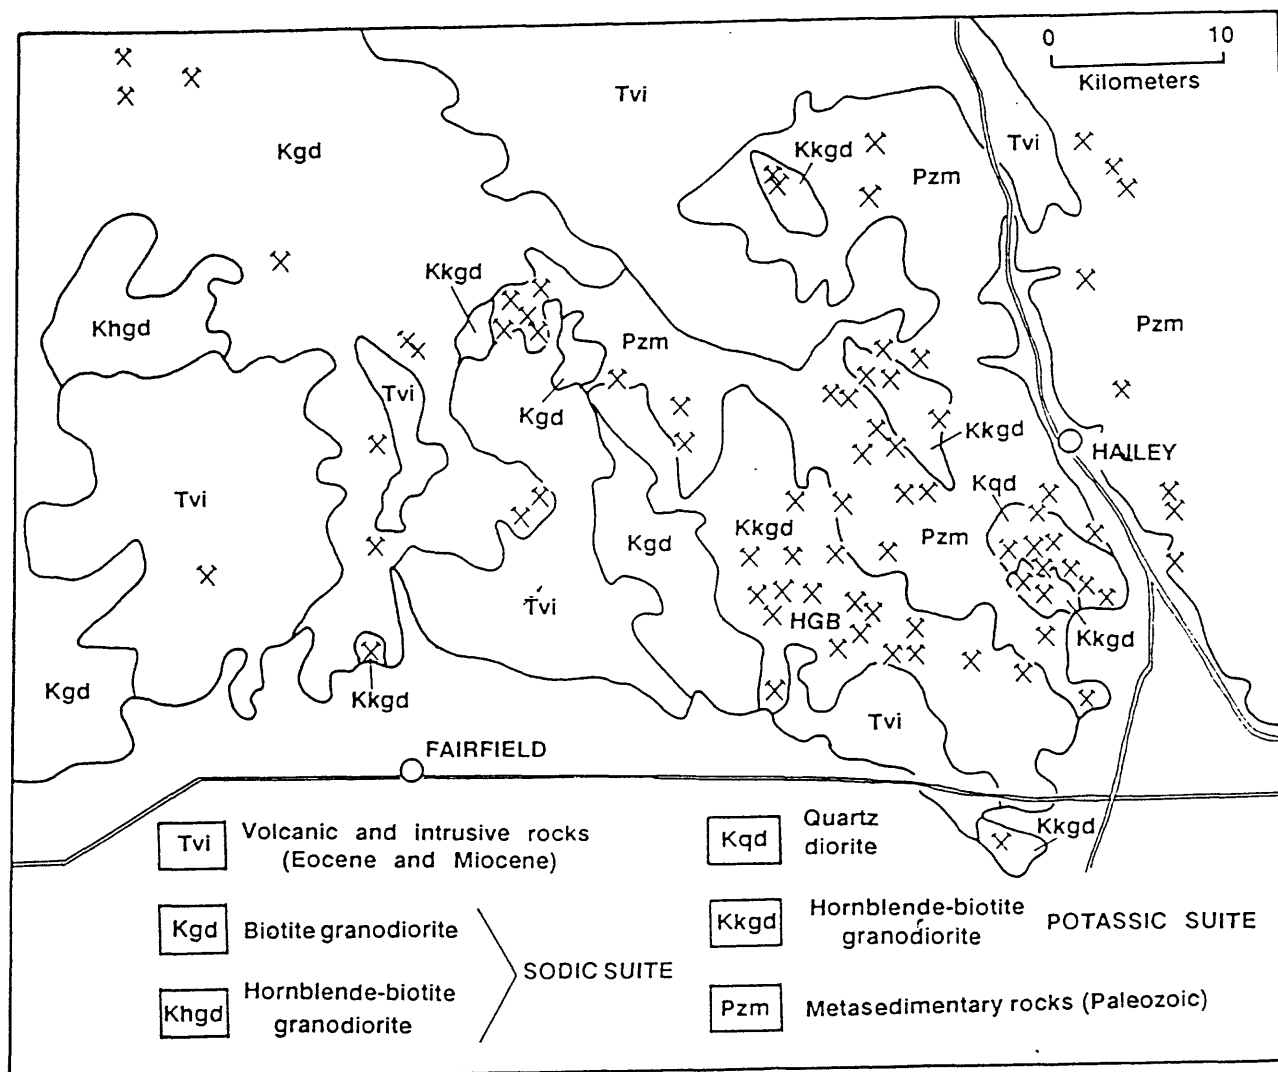 0 10
Kilometers
Tvi
Tvi
Kkgd
Kgd
Pzm
Kkgd
Khgd
Pzm
Pzm
Tvi
Kgd
Kkgd
HAILEY
Kqd
Tvi
Kkgd
Kgd
Pzm
Tvi
HGB
Kkgd
Kgd
Kkgd
Tvi
FAIRFIELD
Kkgd
Tvi Volcanic and intrusive rocks
(Eocene and Miocene)
Kgd Biotite granodiorite
Khgd Hornblende-biotite
granodiorite
SODIC SUITE
Kqd Quartz
diorite
Kkgd Hornblende-biotite
granodiorite
POTASSIC SUITE
Pzm Metasedimentary rocks (Paleozoic)